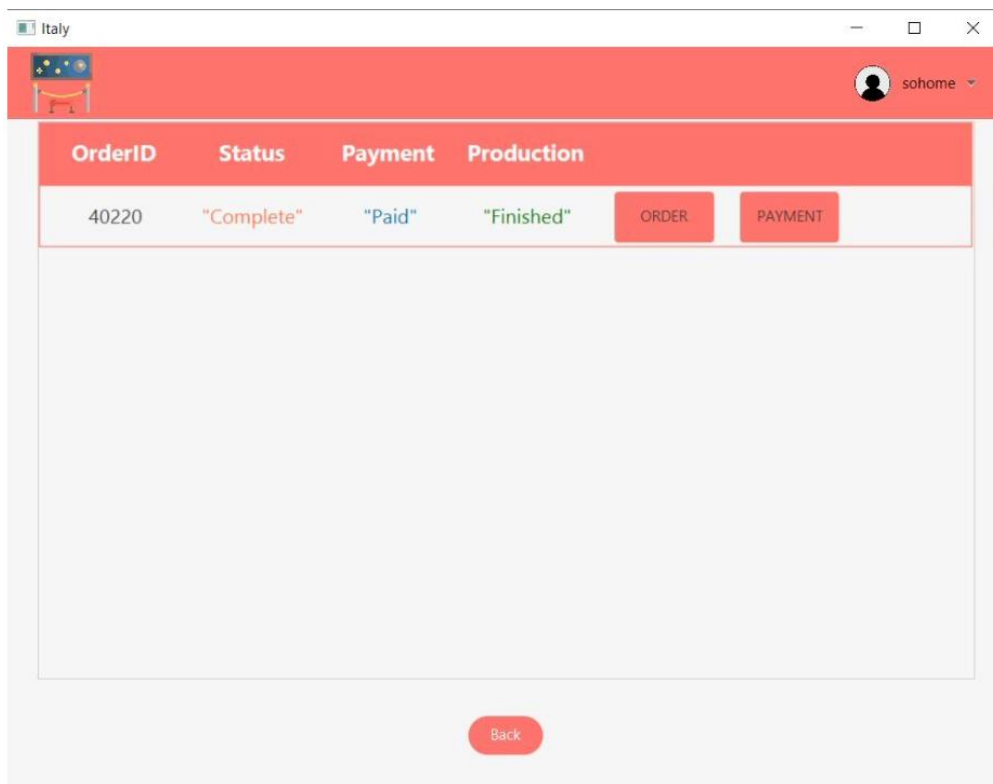 Italy
sohome
OrderID Status Payment Production
40220 "Complete" "Paid" "Finished" ORDER PAYMENT
Back